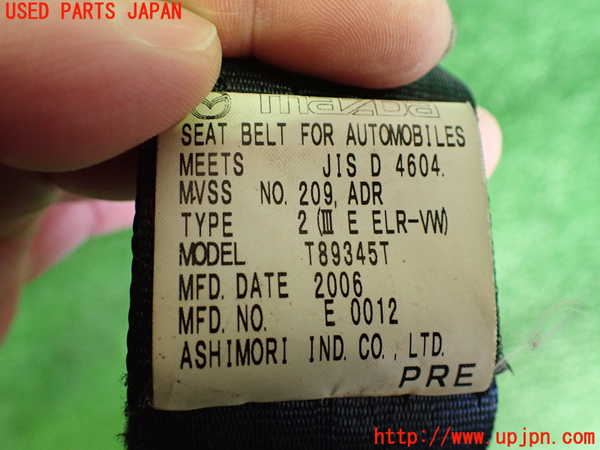 USED PARTS JAPAN
mazda
SEAT BELT FOR AUTOMOBILES
MEETS JIS D 4604.
MVSS NO. 209, ADR
TYPE 2 (Ⅲ E ELR-VW)
MODEL T89345T
MFD. DATE 2006
MFD. NO. E 0012
ASHIMORI IND. CO., LTD.
PRE
http://www.upjpn.com/